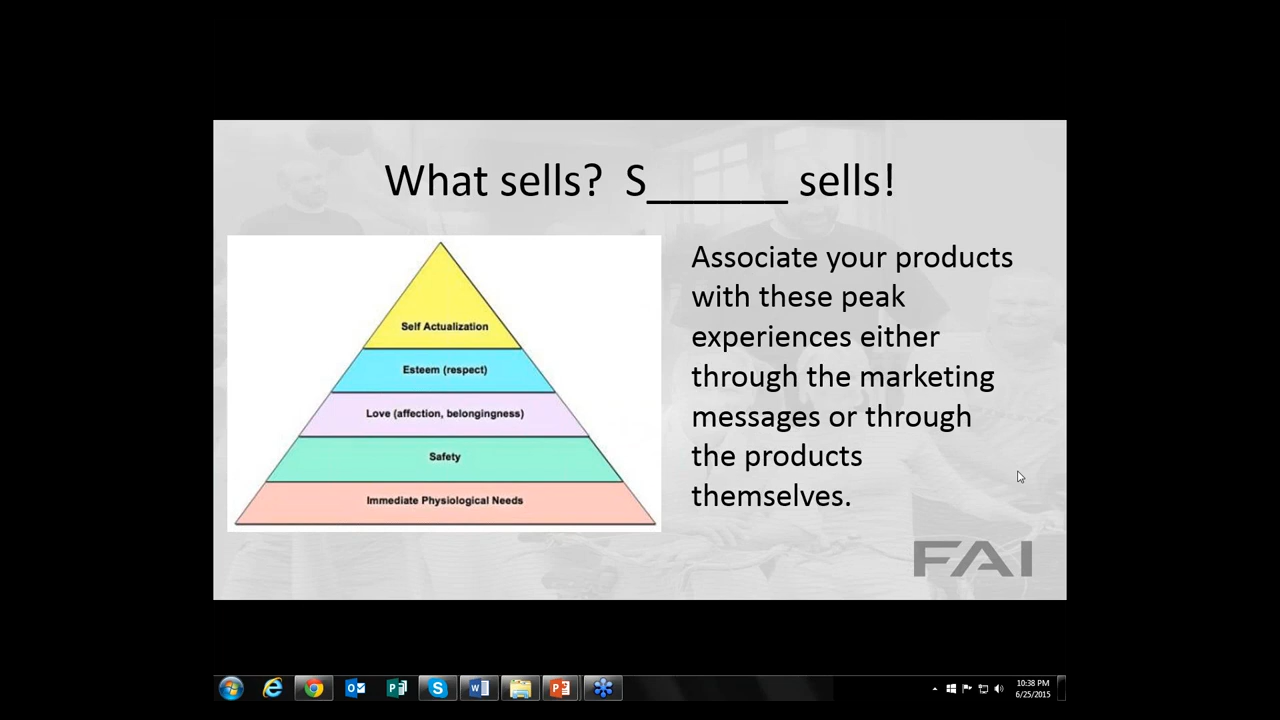 What sells?  S______ sells!
Self Actualization
Esteem (respect)
Love (affection, belongingness)
Safety
Immediate Physiological Needs
Associate your products
with these peak
experiences either
through the marketing
messages or through
the products
themselves.
FAI
10:38 PM
6/25/2015